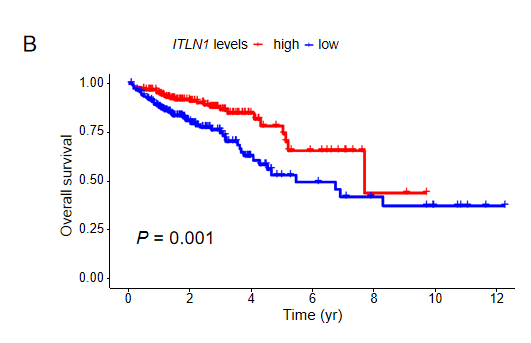 B
ITLN1 levels high low
1.00
0.75
0.50
0.25
0.00
Overall survival
P = 0.001
0 2 4 6 8 10 12
Time (yr)